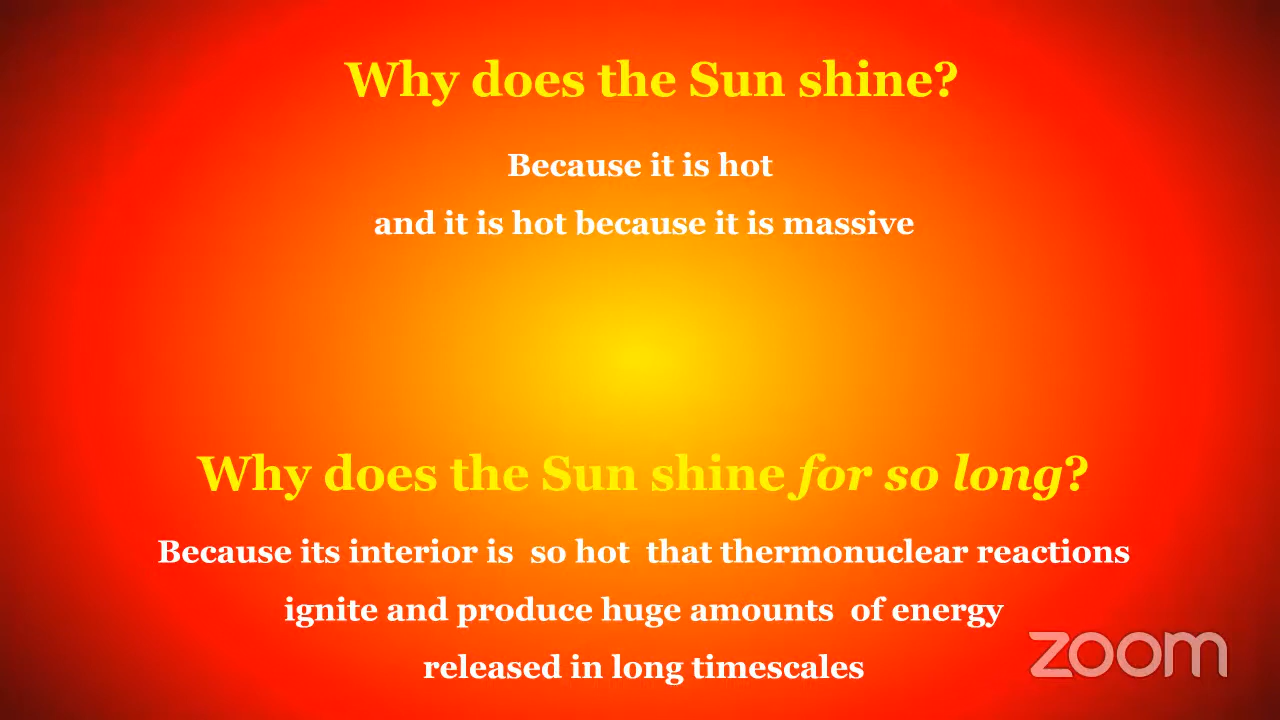 Why does the Sun shine?
Because it is hot
and it is hot because it is massive
Why does the Sun shine for so long?
Because its interior is so hot that thermonuclear reactions
ignite and produce huge amounts of energy
released in long timescales
zoom